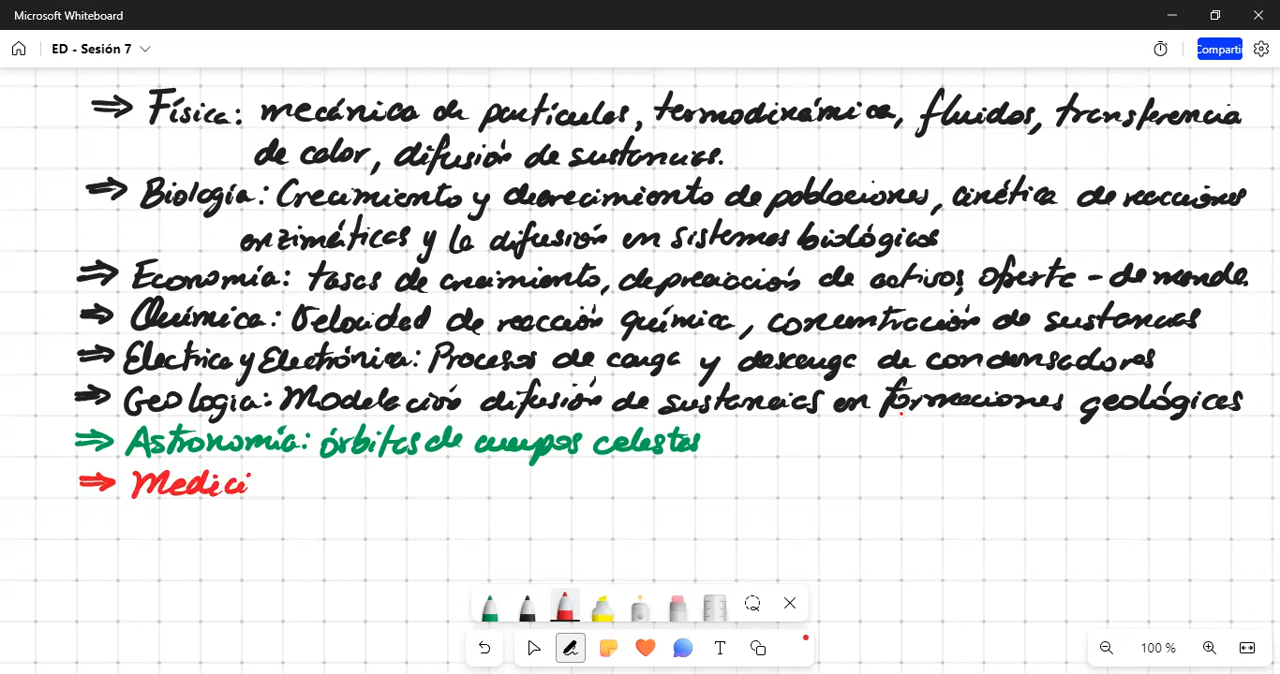 Microsoft Whiteboard
ED - Sesión 7
Compartir
⇒ Física: mecánica de partículas, termodinámica, fluidos, transferencia
de calor, difusión de sustancias.
⇒ Biología: Crecimiento y decrecimiento de poblaciones, cinética de reacciones
enzimáticas y la difusión en sistemas biológicos
⇒ Economía: tasas de crecimiento, depreciación de activos, oferta - demanda.
⇒ Química: Velocidad de reacción química, concentración de sustancias
⇒ Electrica y Electrónica: Procesos de carga y descarga de condensadores
⇒ Geologia: Modelación difusión de sustancias en formaciones geológicas
⇒ Astronomía: órbitas de cuerpos celestes
⇒ Medici
100 %